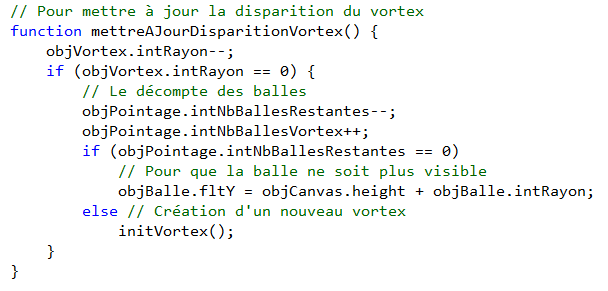 // Pour mettre à jour la disparition du vortex
function mettreAJourDisparitionVortex() {
    objVortex.intRayon--;
    if (objVortex.intRayon == 0) {
        // Le décompte des balles
        objPointage.intNbBallesRestantes--;
        objPointage.intNbBallesVortex++;
        if (objPointage.intNbBallesRestantes == 0)
            // Pour que la balle ne soit plus visible
            objBalle.fltY = objCanvas.height + objBalle.intRayon;
        else // Création d'un nouveau vortex
            initVortex();
    }
}